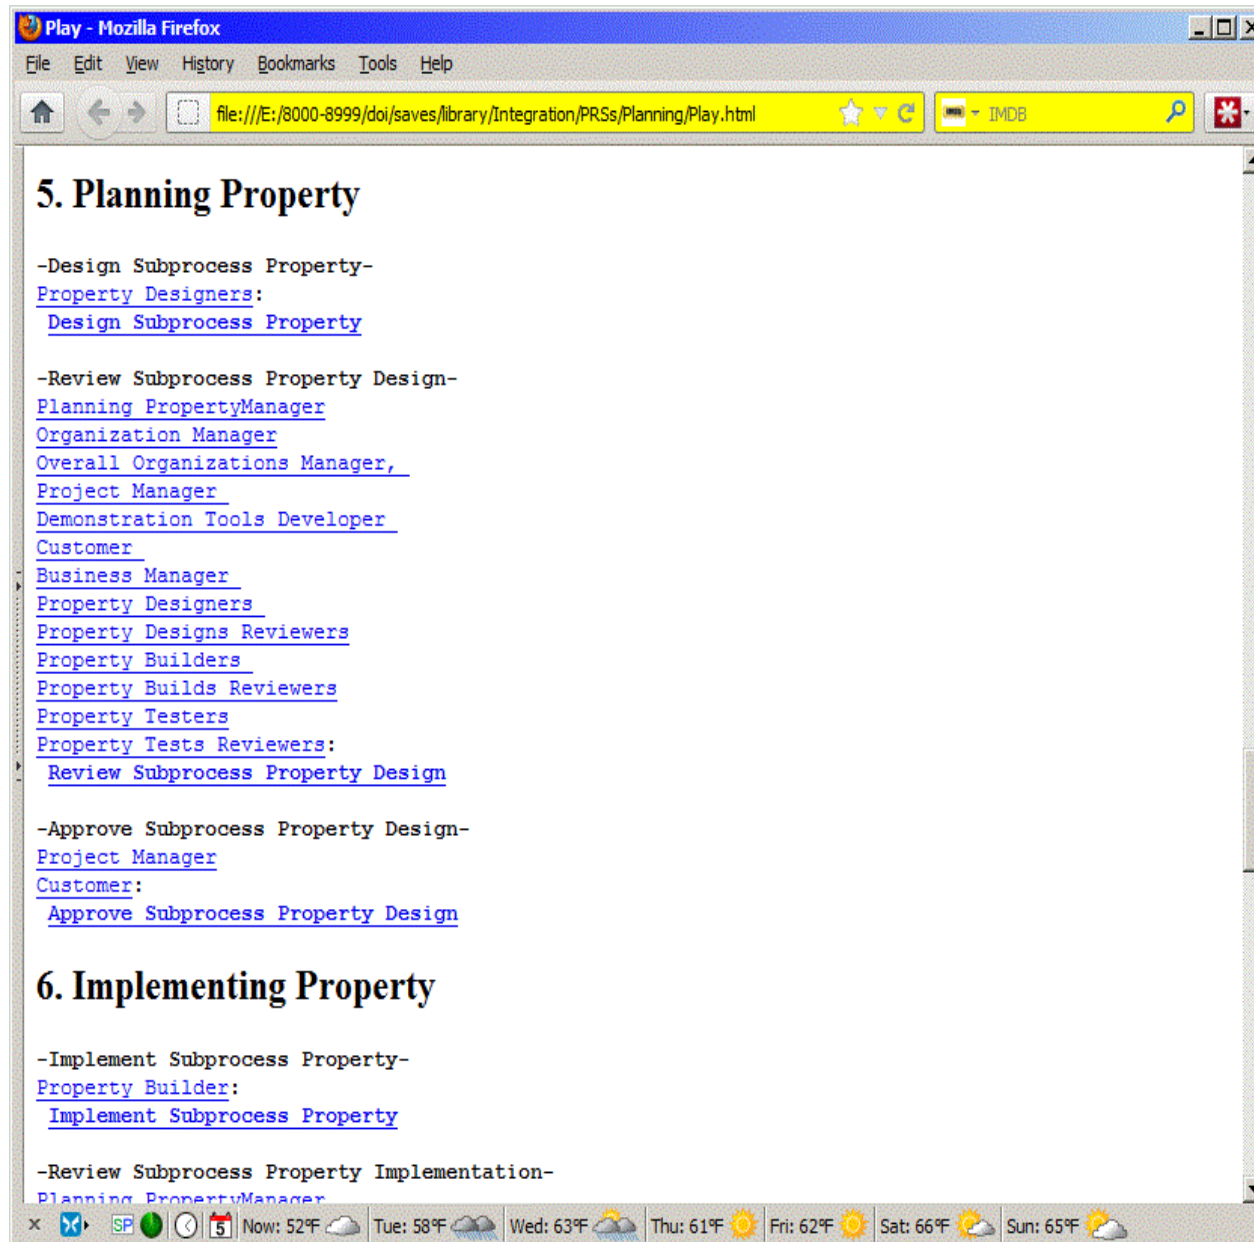 Play - Mozilla Firefox
File Edit View History Bookmarks Tools Help
file:///E:/8000-8999/doi/saves/library/Integration/PRSs/Planning/Play.html IMDB
5. Planning Property
-Design Subprocess Property-
Property Designers:
Design Subprocess Property
-Review Subprocess Property Design-
Planning PropertyManager
Organization Manager
Overall Organizations Manager,
Project Manager
Demonstration Tools Developer
Customer
Business Manager
Property Designers
Property Designs Reviewers
Property Builders
Property Builds Reviewers
Property Testers
Property Tests Reviewers:
Review Subprocess Property Design
-Approve Subprocess Property Design-
Project Manager
Customer:
Approve Subprocess Property Design
6. Implementing Property
-Implement Subprocess Property-
Property Builder:
Implement Subprocess Property
-Review Subprocess Property Implementation-
Planning PropertyManager
SP 5 Now: 52°F Tue: 58°F Wed: 63°F Thu: 61°F Fri: 62°F Sat: 66°F Sun: 65°F